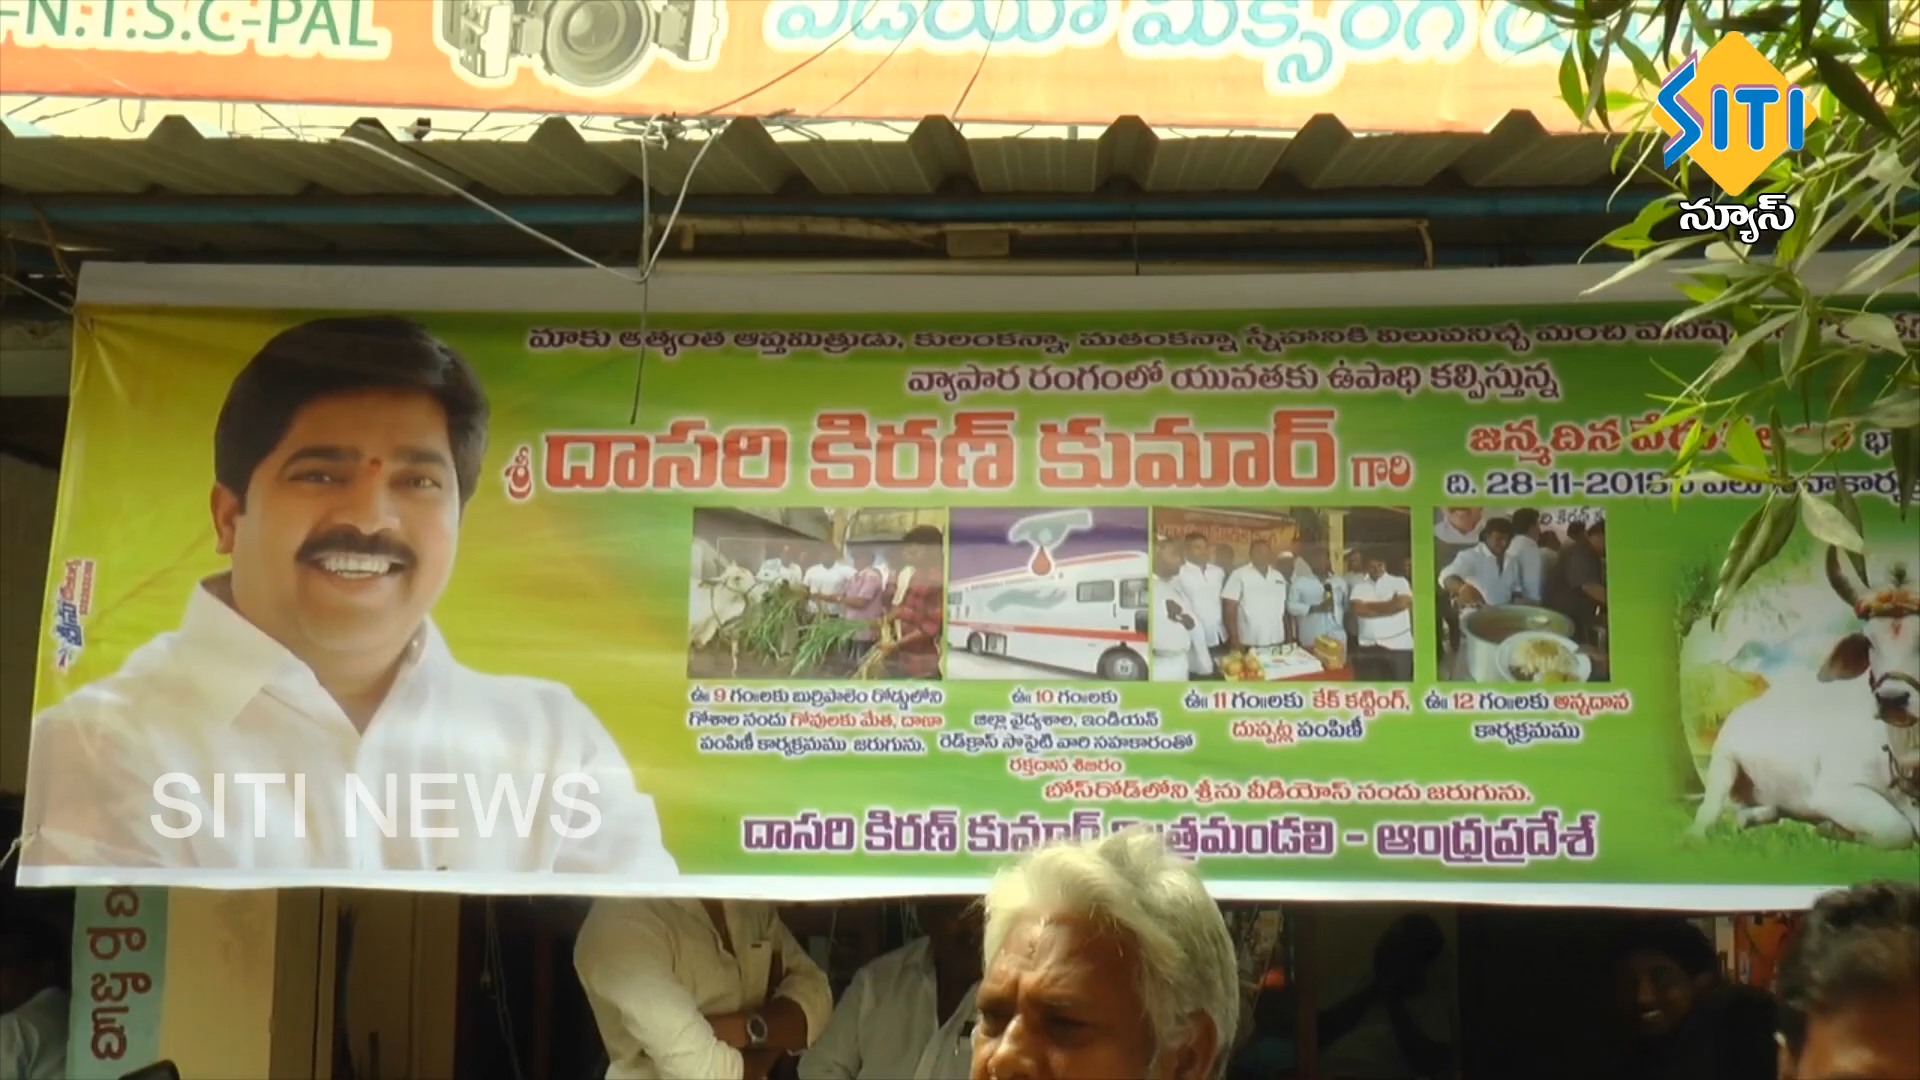 -N.T.S.C-PAL
వీడియో మిక్సింగ్
SITI
న్యూస్
మాకు అత్యంత ఆప్తమిత్రుడు, కులంకన్నా, మతంకన్నా స్నేహానికి విలువనిచ్చే మంచి మనిషి,
వ్యాపార రంగంలో యువతకు ఉపాధి కల్పిస్తున్న
శ్రీ దాసరి కిరణ్ కుమార్ గారి
జన్మదిన
ది. 28-11-2018
ఉ॥ 9 గం॥లకు బుర్రిపాలెం రోడ్డులోని
గోశాల నందు గోవులకు మేత, దాణా
పంపిణీ కార్యక్రమము జరుగును.
ఉ॥ 10 గం॥లకు
జిల్లా వైద్యశాల, ఇండియన్
రెడ్‌క్రాస్ సొసైటి వారి సహకారంతో
రక్తదాన శిబిరం
ఉ॥ 11 గం॥లకు కేక్ కట్టింగ్,
దుప్పట్ల పంపిణీ
ఉ॥ 12 గం॥లకు అన్నదాన
కార్యక్రమము
బోస్‌రోడ్‌లోని శ్రీను వీడియోస్ నందు జరుగును.
దాసరి కిరణ్ కుమార్ మిత్రమండలి - ఆంధ్రప్రదేశ్
SITI NEWS